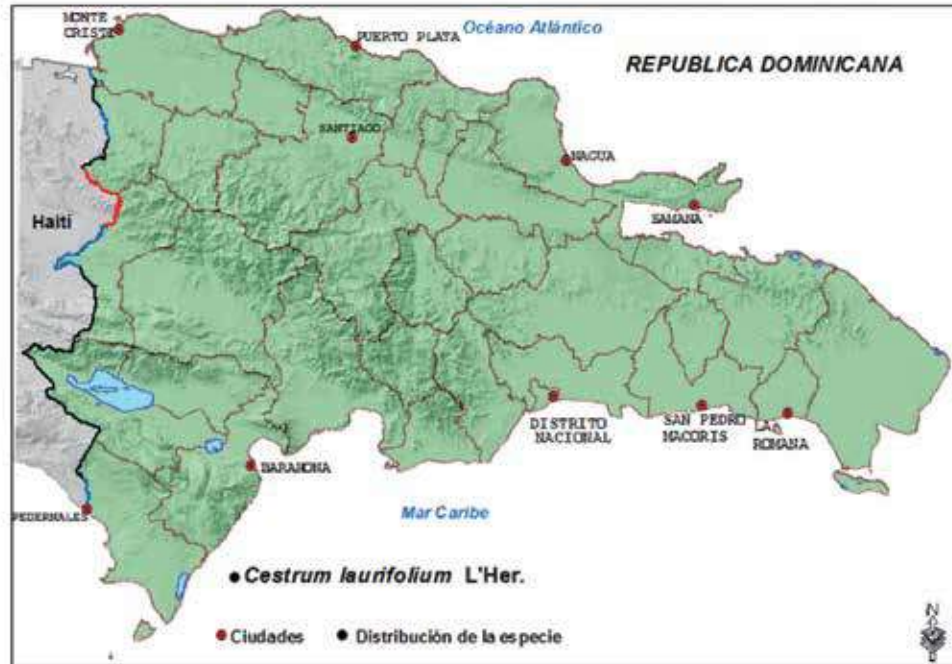 MONTE
CRISTI
PUERTO PLATA
Océano Atlántico
REPUBLICA DOMINICANA
SANTIAGO
NAGUA
SAMANA
Haití
DISTRITO
NACIONAL
SAN PEDRO
MACORIS
LA
ROMANA
BARAHONA
PEDERNALES
Mar Caribe
Cestrum laurifolium L'Her.
Ciudades
Distribución de la especie
N